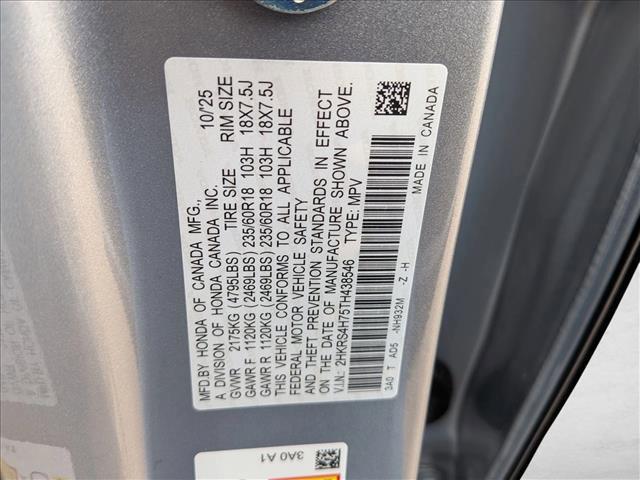 MFD.BY HONDA OF CANADA MFG., 10/'25
A DIVISION OF HONDA CANADA INC.
TIRE SIZE RIM SIZE
GVWR 2175KG (4795LBS)
GAWR F 1120KG (2469LBS) 235/60R18 103H 18X7.5J
GAWR R 1120KG (2469LBS) 235/60R18 103H 18X7.5J
THIS VEHICLE CONFORMS TO ALL APPLICABLE
FEDERAL MOTOR VEHICLE SAFETY
AND THEFT PREVENTION STANDARDS IN EFFECT
ON THE DATE OF MANUFACTURE SHOWN ABOVE.
V.I.N.: 2HKRS4H75TH438546 TYPE: MPV
3A0 T AD5 -NH932M -Z -H
MADE IN CANADA
3A0 A1